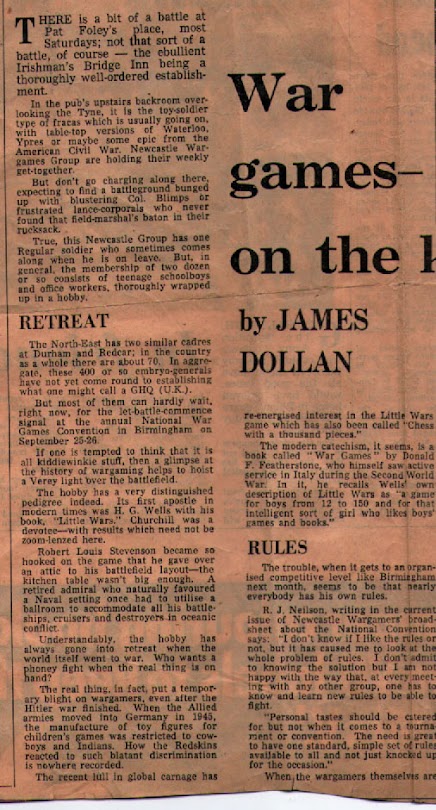 THERE is a bit of a battle at
Pat Foley's place, most
Saturdays; not that sort of a
battle, of course — the ebullient
Irishman's Bridge Inn being a
thoroughly well-ordered establish-
ment.
In the pub's upstairs backroom over-
looking the Tyne, it is the toy-soldier
type of fracas which is usually going on,
with table-top versions of Waterloo,
Ypres or maybe some epic from the
American Civil War. Newcastle War-
games Group are holding their weekly
get-together.
But don't go charging along there,
expecting to find a battleground bunged
up with blustering Col. Blimps or
frustrated lance-corporals who never
found that field-marshal's baton in their
rucksack.
True, this Newcastle Group has one
Regular soldier who sometimes comes
along when he is on leave. But, in
general, the membership of two dozen
or so consists of teenage schoolboys
and office workers, thoroughly wrapped
up in a hobby.
RETREAT
The North-East has two similar cadres
at Durham and Redcar; in the country
as a whole there are about 70. In aggre-
gate, these 400 or so embryo-generals
have not yet come round to establishing
what one might call a GHQ (U.K.).
But most of them can hardly wait,
right now, for the let-battle-commence
signal at the annual National War
Games Convention in Birmingham on
September 25-26.
If one is tempted to think that it is
all kiddiewinkie stuff, then a glimpse at
the history of wargaming helps to hoist
a Verey light over the battlefield.
The hobby has a very distinguished
pedigree indeed. Its first apostle in
modern times was H. G. Wells with his
book, "Little Wars." Churchill was a
devotee—with results which need not be
zoom-lenzed here.
Robert Louis Stevenson became so
hooked on the game that he gave over
an attic to his battlefield layout—the
kitchen table wasn't big enough. A
retired admiral who naturally favoured
a Naval setting once had to utilise a
ballroom to accommodate all his battle-
ships, cruisers and destroyers in oceanic
conflict.
Understandably, the hobby has
always gone into retreat when the
world itself went to war. Who wants a
phoney fight when the real thing is on
hand?
The real thing, in fact, put a tempor-
ary blight on wargamers, even after the
Hitler war finished. When the Allied
armies moved into Germany in 1945,
the manufacture of toy figures for
children's games was restricted to cow-
boys and Indians. How the Redskins
reacted to such blatant discrimination
is nowhere recorded.
The recent lull in global carnage has
War
games—
on the
by JAMES
DOLLAN
re-energised interest in the Little Wars
game which has also been called "Chess
with a thousand pieces."
The modern catechism, it seems, is a
book called "War Games" by Donald
F. Featherstone, who himself saw active
service in Italy during the Second World
War. In it, he recalls Wells' own
description of Little Wars as "a game
for boys from 12 to 150 and for that
intelligent sort of girl who likes boys'
games and books."
RULES
The trouble, when it gets to an organ-
ised competitive level like Birmingham
next month, seems to be that nearly
everybody has his own rules.
R. J. Neilson, writing in the current
issue of Newcastle Wargamers' broad-
sheet about the National Convention
says: "I don't know if I like the rules or
not, but it has caused me to look at the
whole problem of rules. I don't admit
to knowing the solution but I am not
happy with the way that, at every meet-
ing with any other group, one has to
know and learn new rules to be able to
fight.
"Personal tastes should be catered
for but not when it comes to a tourna-
ment or convention. The need is great
to have one standard, simple set of rules
available to all and not just knocked up
for the occasion."
When the wargamers themselves are